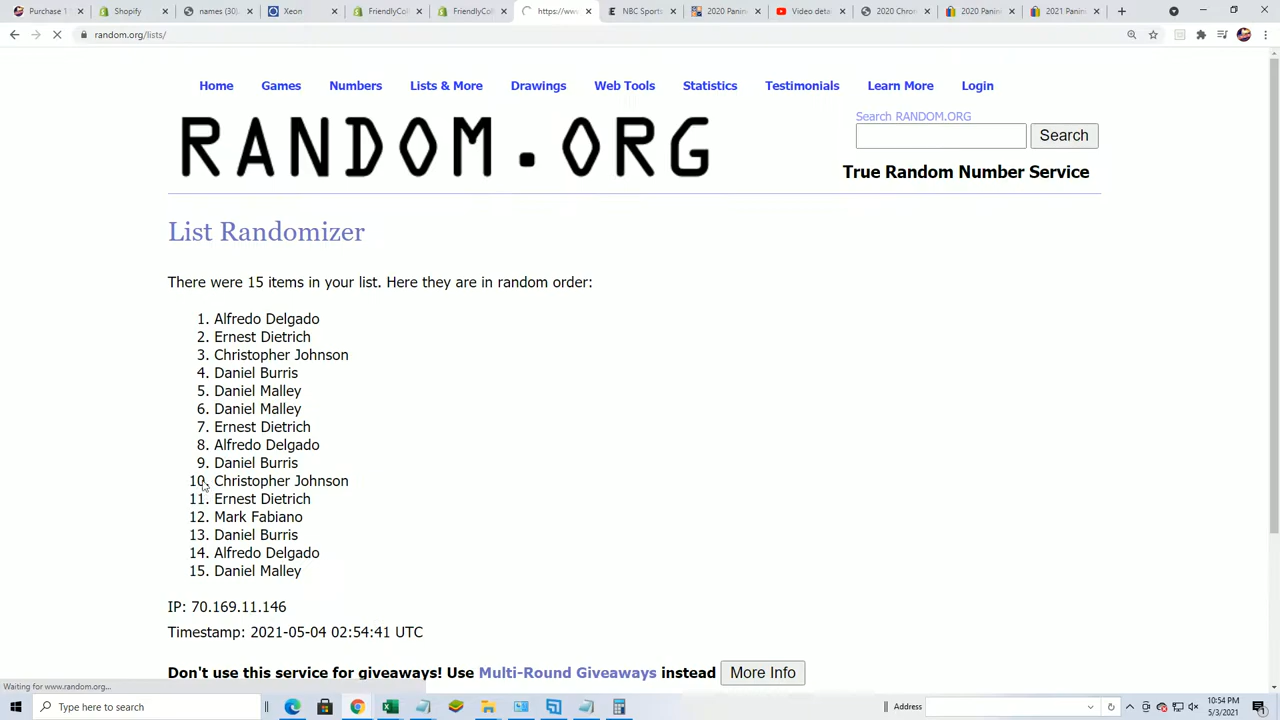 Purchase 1
names (30).
Xeon
Shopify
FriendlyCol
FriendlyCol
https://ww
NBC Sports
2020 Panin
Video deta
2020 Chron
2020 Panin
2021 Panin
random.org/lists/
Home Games Numbers Lists & More Drawings Web Tools Statistics Testimonials Learn More Login
RANDOM.ORG
Search RANDOM.ORG
Search
True Random Number Service
List Randomizer
There were 15 items in your list. Here they are in random order:
1. Alfredo Delgado
2. Ernest Dietrich
3. Christopher Johnson
4. Daniel Burris
5. Daniel Malley
6. Daniel Malley
7. Ernest Dietrich
8. Alfredo Delgado
9. Daniel Burris
10. Christopher Johnson
11. Ernest Dietrich
12. Mark Fabiano
13. Daniel Burris
14. Alfredo Delgado
15. Daniel Malley
IP: 70.169.11.146
Timestamp: 2021-05-04 02:54:41 UTC
Don't use this service for giveaways! Use Multi-Round Giveaways instead More Info
Waiting for www.random.org...
Type here to search
Address
10:54 PM
5/3/2021